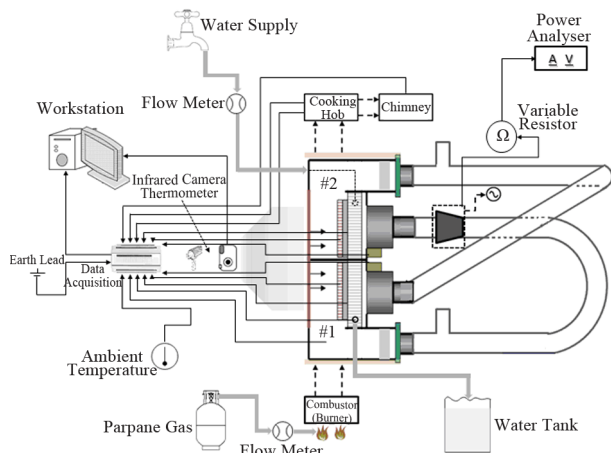 Water Supply
Power
Analyser
A V
Flow Meter
Cooking
Hob
Chimney
Variable
Resistor
Ω
Workstation
Infrared Camera
Thermometer
#2
Earth Lead
Data
Acquisition
#1
Ambient
Temperature
Combustor
(Burner)
Parpane Gas
Flow Meter
Water Tank